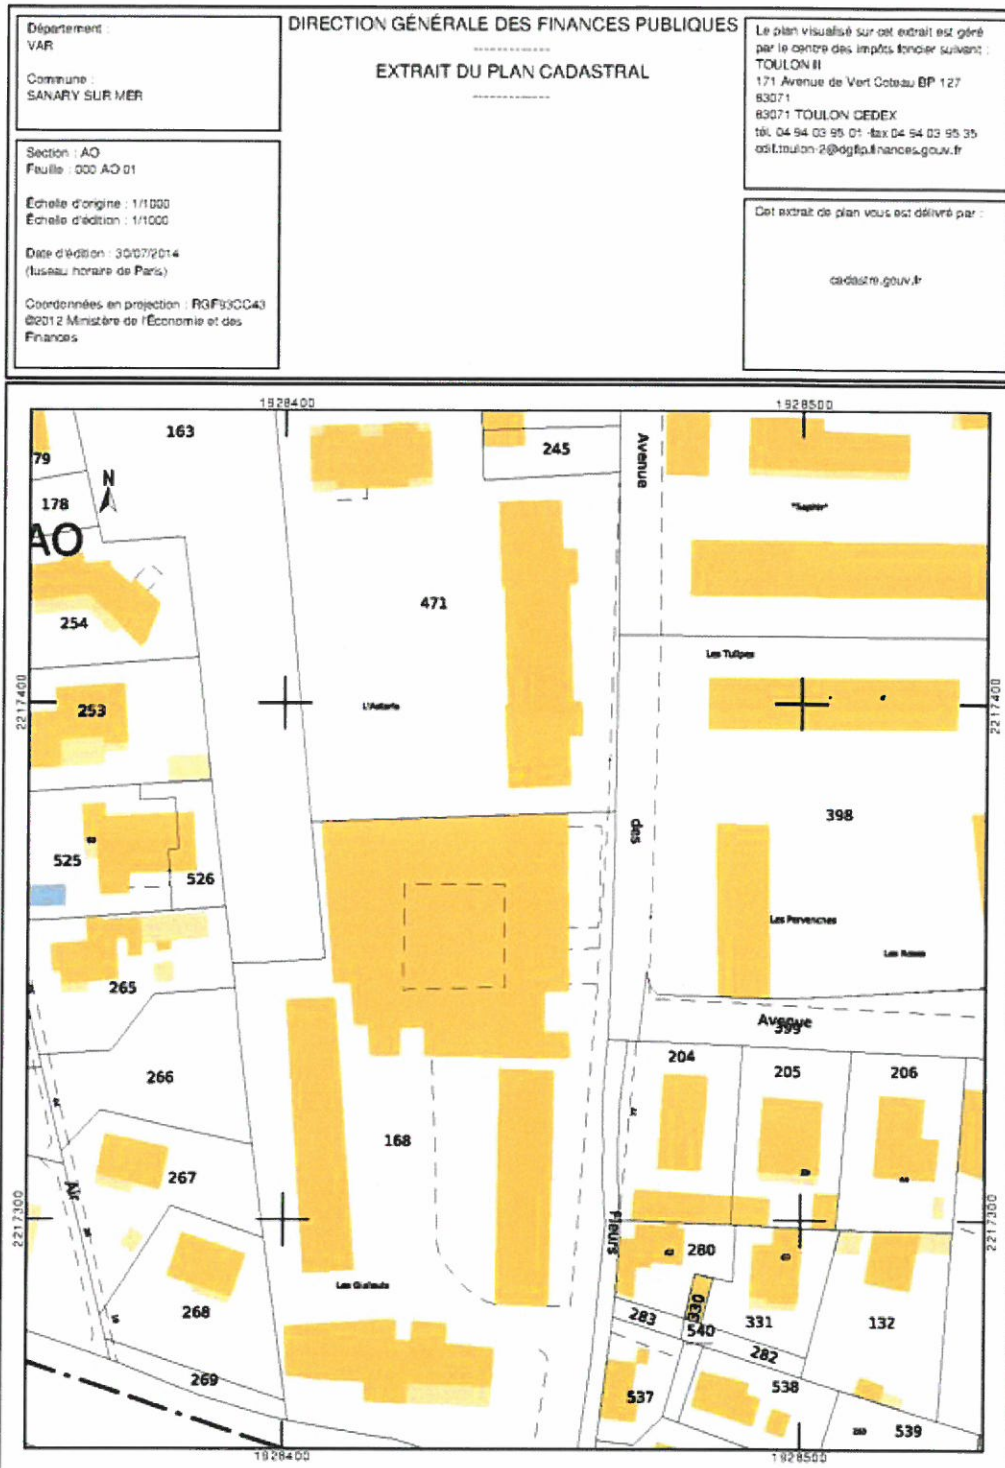 Département :
VAR
Commune :
SANARY SUR MER
Section : AO
Feuille : 000 AO 01
Échelle d'origine : 1/1000
Échelle d'édition : 1/1000
Date d'édition : 30/07/2014
(fuseau horaire de Paris)
Coordonnées en projection : RGF93CC43
©2012 Ministère de l'Économie et des
Finances
DIRECTION GÉNÉRALE DES FINANCES PUBLIQUES
EXTRAIT DU PLAN CADASTRAL
Le plan visualisé sur cet extrait est géré
par le centre des impôts foncier suivant :
TOULON II
171 Avenue de Vert Coteau BP 127
83071
83071 TOULON CEDEX
tél. 04 94 03 95 01 -fax 04 94 03 95 35
cdif.toulon-2@dgfip.finances.gouv.fr
Cet extrait de plan vous est délivré par :
cadastre.gouv.fr
1928400
1928500
163
245
Avenue
79
N
178
"Saphir"
AO
471
254
Les Tulipes
2217400
253
L'Astarte
2217400
des
398
525
526
Les Pervenches
Les Roses
265
Avenue
399
204
205
206
266
168
267
Air
2217300
Fleurs
2217300
280
Les Glaïeuls
268
330
283
540
331
132
282
269
537
538
539
1928400
1928500